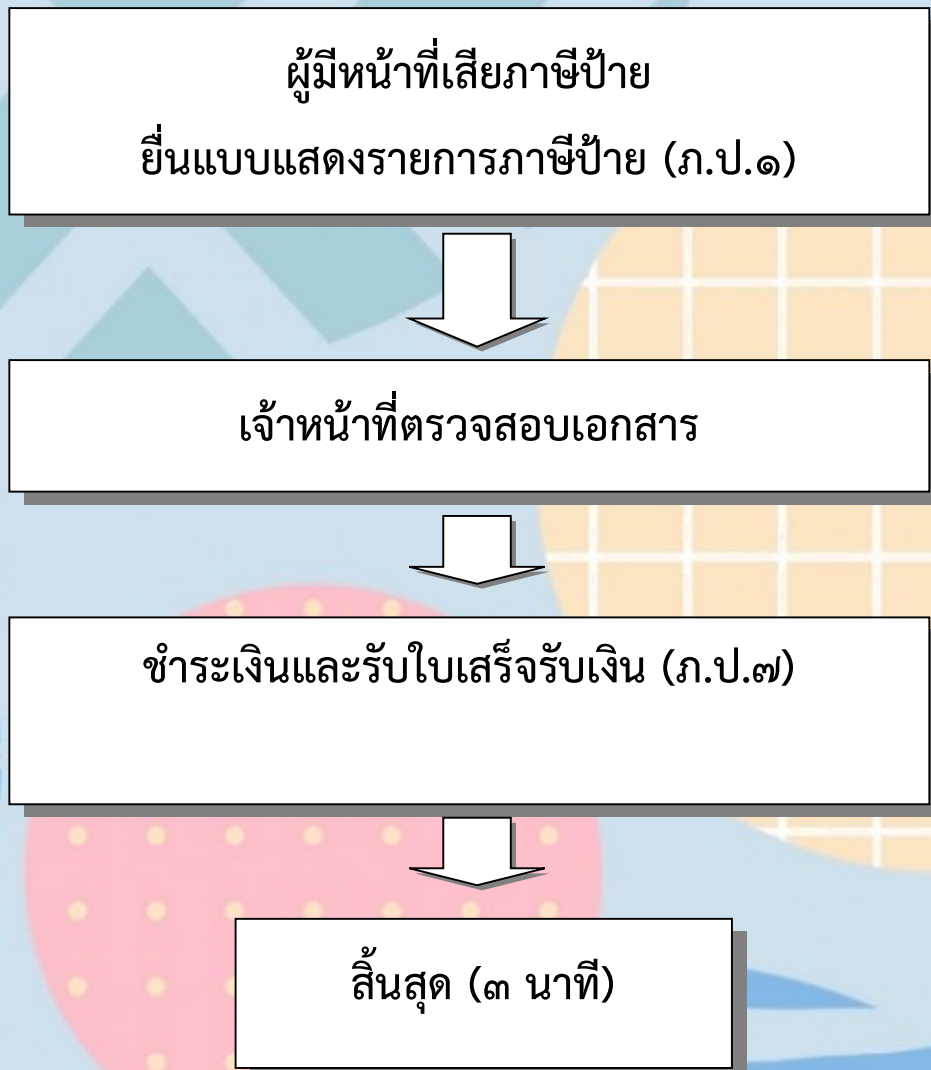 ผู้มีหน้าที่เสียภาษีป้าย
ยื่นแบบแสดงรายการภาษีป้าย (ภ.ป.๑)
เจ้าหน้าที่ตรวจสอบเอกสาร
ชำระเงินและรับใบเสร็จรับเงิน (ภ.ป.๗)
สิ้นสุด (๓ นาที)